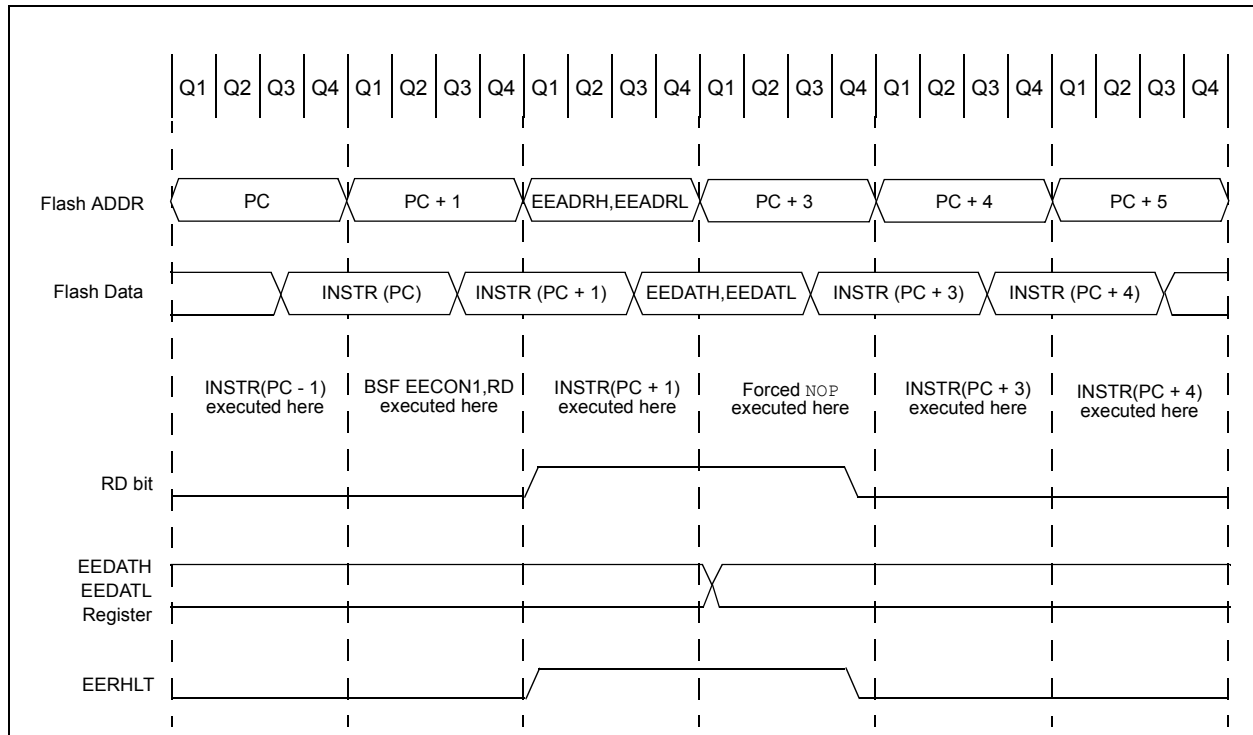 Q1 Q2 Q3 Q4 Q1 Q2 Q3 Q4 Q1 Q2 Q3 Q4 Q1 Q2 Q3 Q4 Q1 Q2 Q3 Q4 Q1 Q2 Q3 Q4
Flash ADDR PC PC + 1 EEADRH,EEADRL PC + 3 PC + 4 PC + 5
Flash Data INSTR (PC) INSTR (PC + 1) EEDATH,EEDATL INSTR (PC + 3) INSTR (PC + 4)
INSTR(PC - 1) BSF EECON1,RD INSTR(PC + 1) Forced NOP INSTR(PC + 3) INSTR(PC + 4)
executed here executed here executed here executed here executed here executed here
RD bit
EEDATH
EEDATL
Register
EERHLT